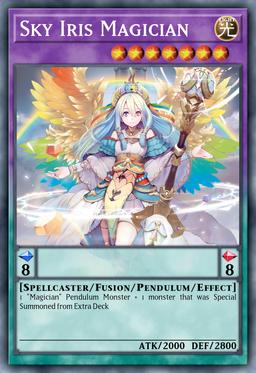 Sky Iris Magician
LIGHT
光
8 8
[Spellcaster/Fusion/Pendulum/Effect]
1 "Magician" Pendulum Monster + 1 monster that was Special
Summoned from Extra Deck
ATK/2000 DEF/2800